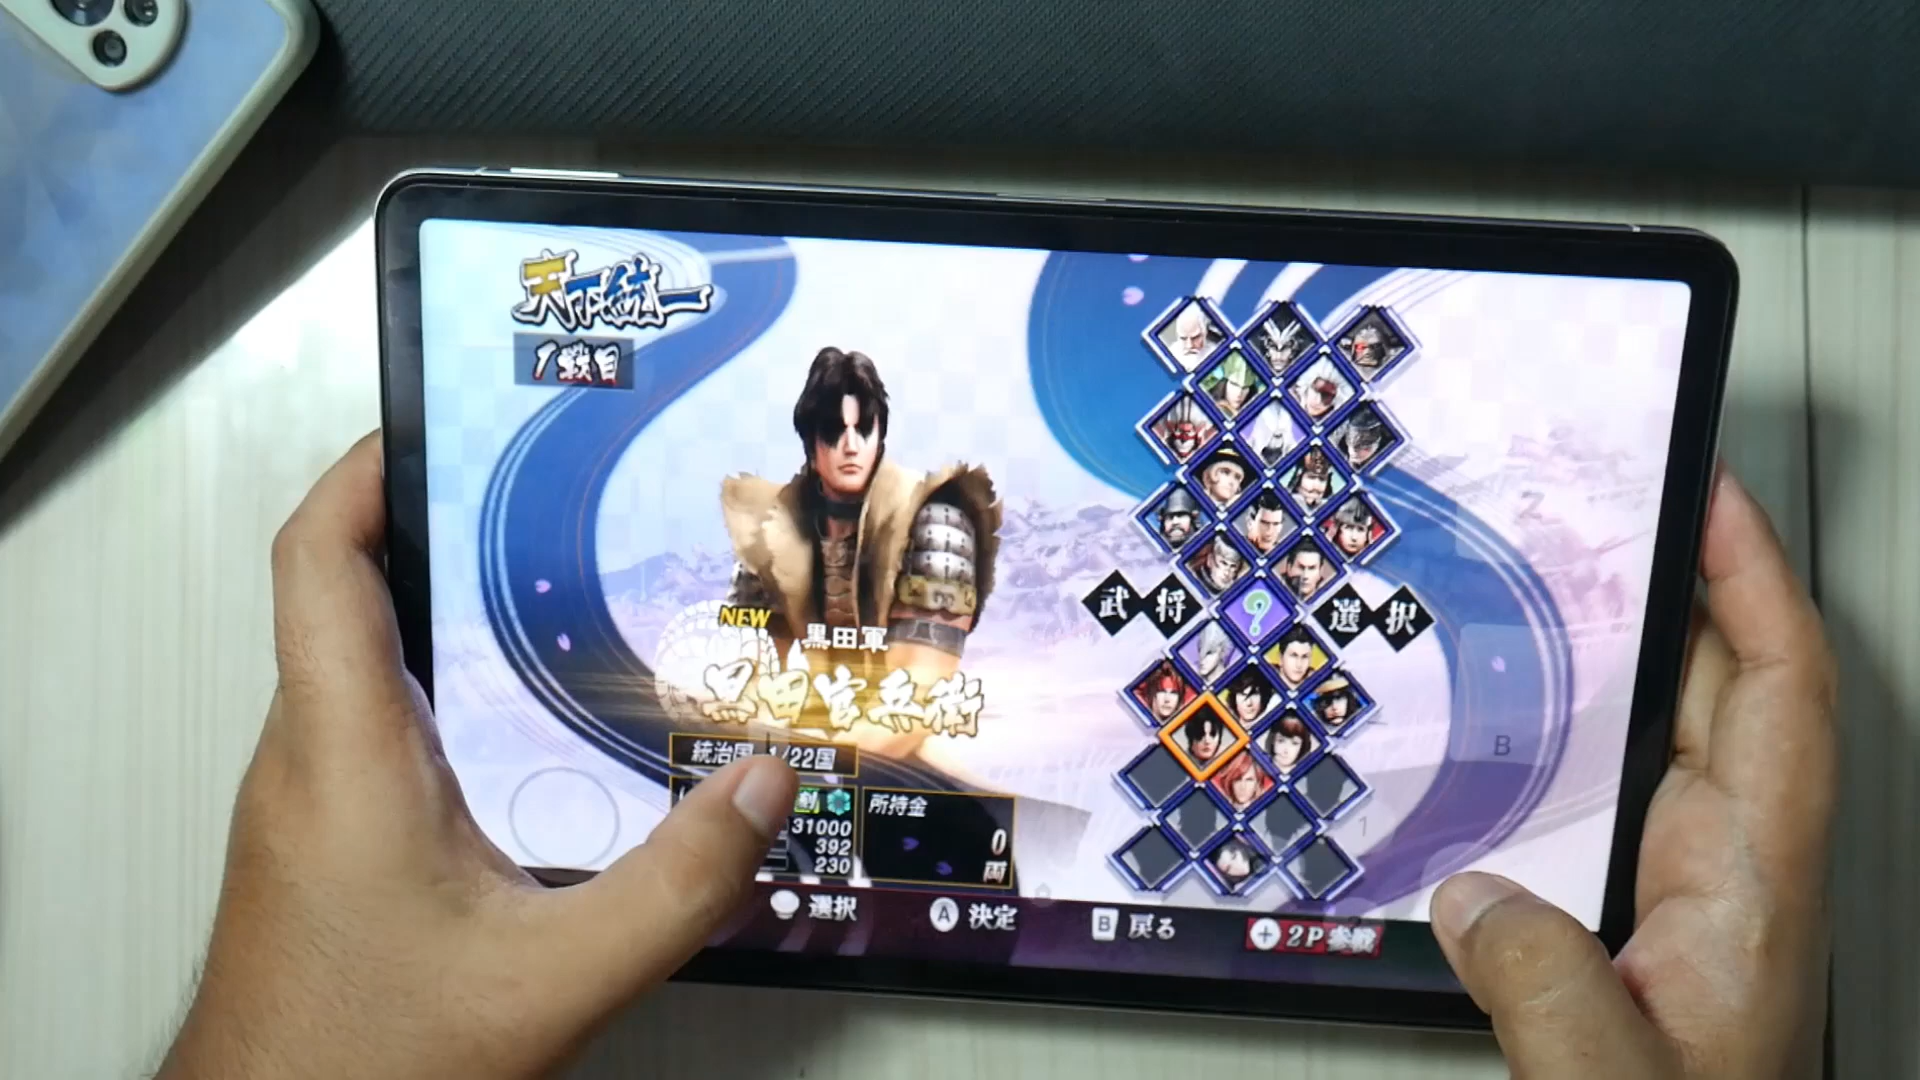 天下統一
1戦目
武将 選択
NEW
黒田軍
黒田官兵衛
統治国 1/22国
所持金
31000
392
230
0
両
Z
B
1
選択
A 決定
B 戻る
+ 2P参戦